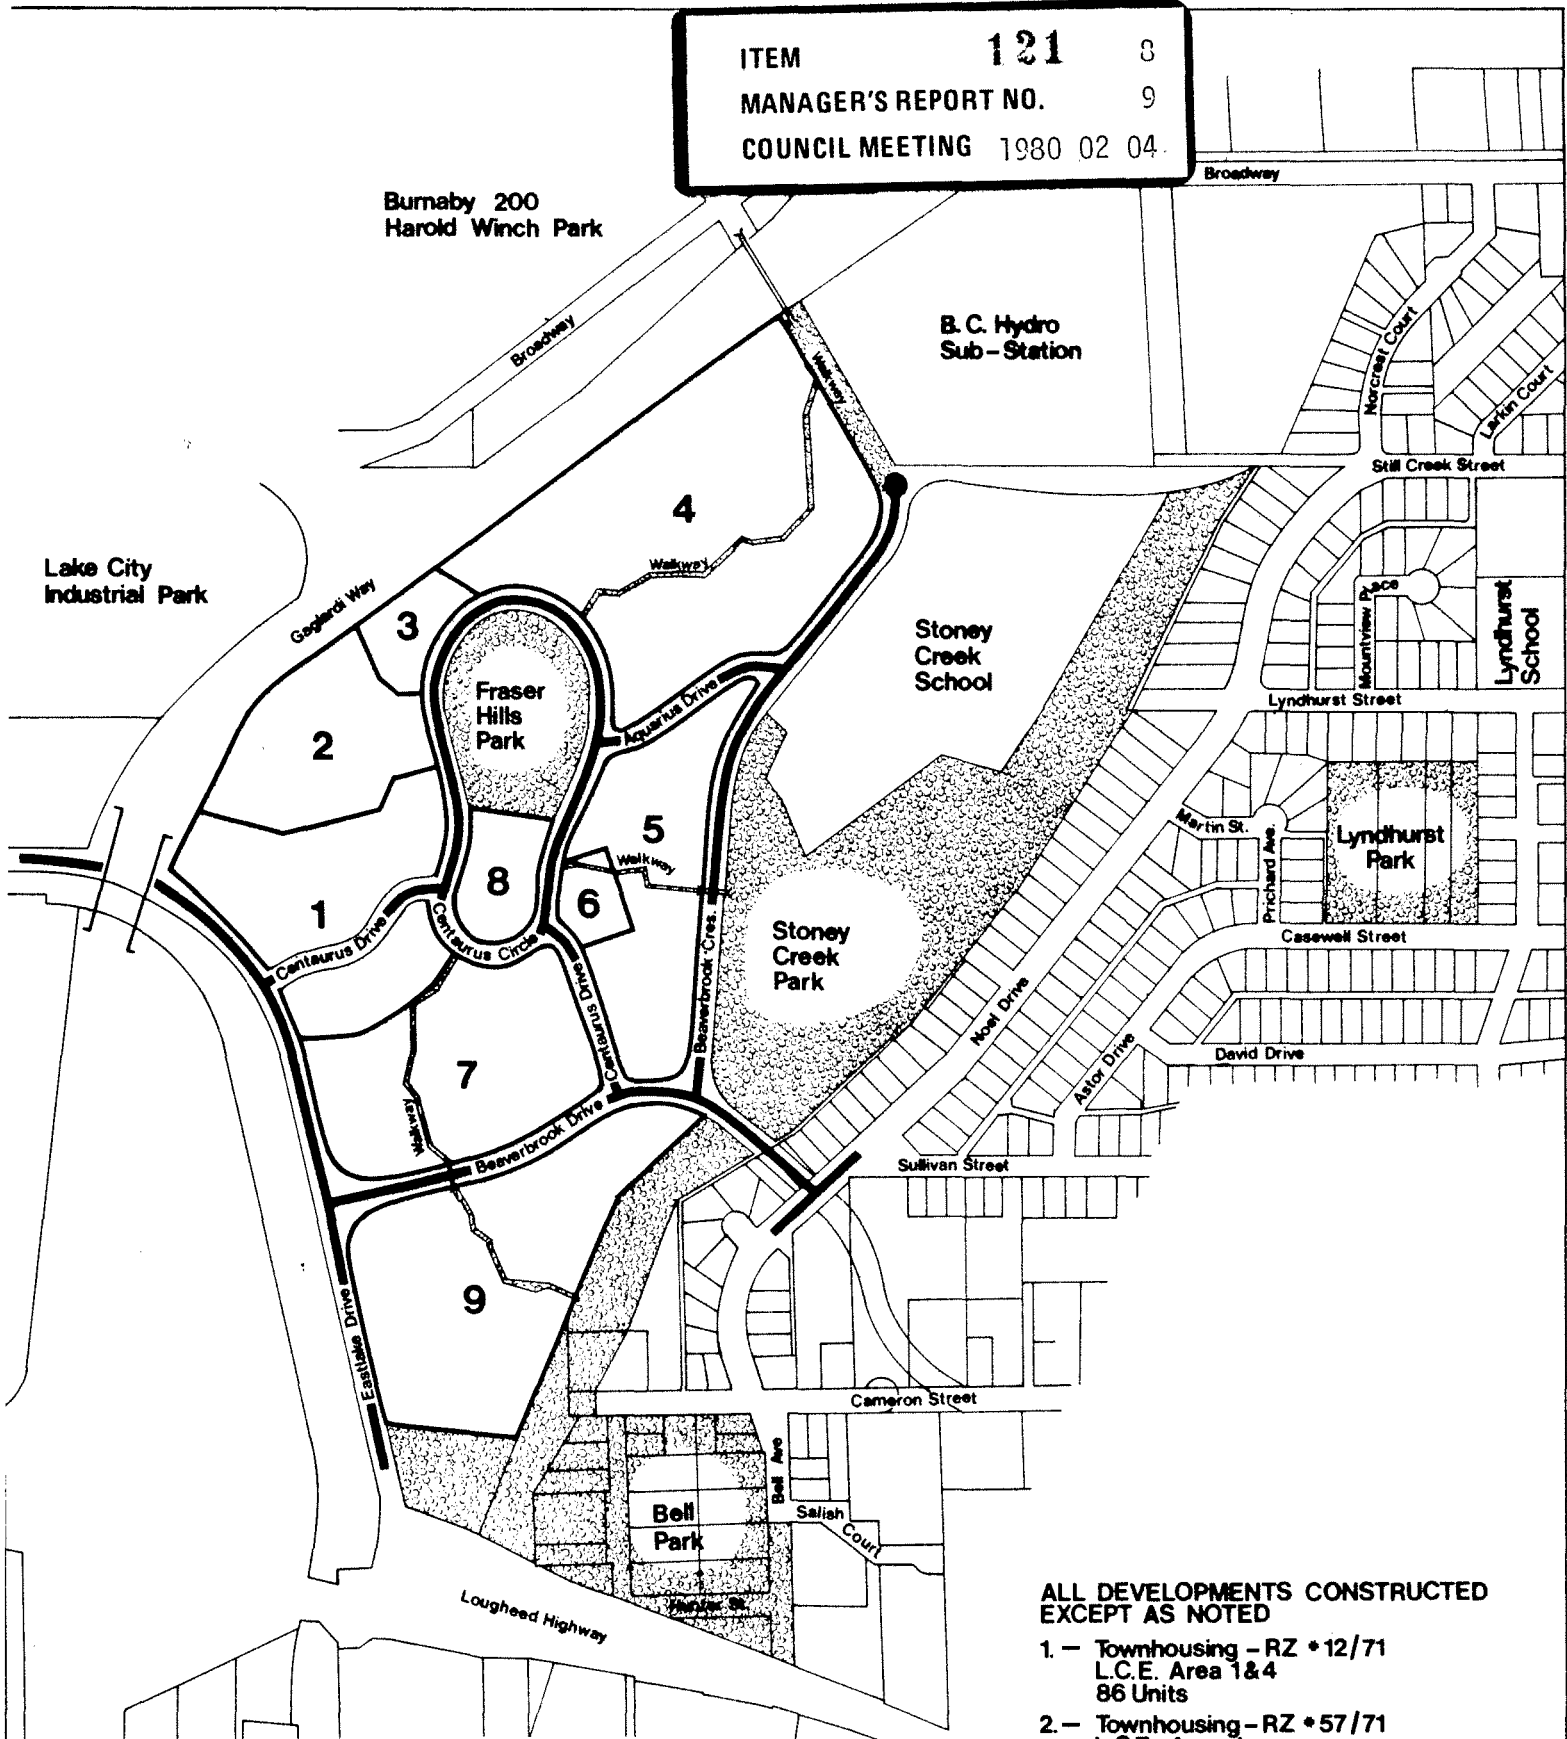 ITEM 121 8
MANAGER'S REPORT NO. 9
COUNCIL MEETING 1980 02 04
Broadway
Burnaby 200
Harold Winch Park
Broadway
B.C. Hydro
Sub-Station
Walkway
Norcrest Court
Larkin Court
Still Creek Street
4
Walkway
Lake City
Industrial Park
Gaglardi Way
3
Mountview Place
Lyndhurst
School
Stoney
Creek
School
Fraser
Hills
Park
Aquarius Drive
Lyndhurst Street
2
5
Martin St.
Prichard Ave.
Lyndhurst
Park
Walkway
8
6
1
Centaurus Drive
Centaurus Circle
Beaverbrook Cres.
Stoney
Creek
Park
Casewell Street
Centaurus Drive
Noel Drive
David Drive
Astor Drive
7
Walkway
Beaverbrook Drive
Sullivan Street
9
Eastlake Drive
Cameron Street
Bell Ave
Bell
Park
Salish
Court
Hunter St.
Lougheed Highway
ALL DEVELOPMENTS CONSTRUCTED
EXCEPT AS NOTED
1. — Townhousing – RZ * 12/71
L.C.E. Area 1&4
86 Units
2. — Townhousing – RZ * 57/71